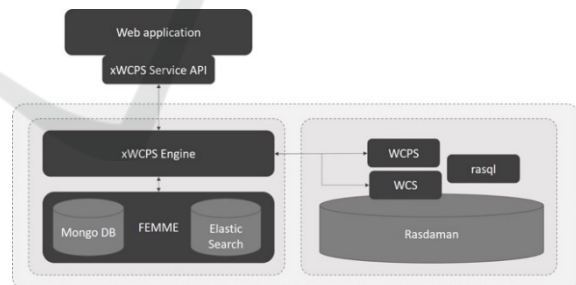 Web application
xWCPS Service API
xWCPS Engine
WCPS
rasql
WCS
Mongo DB
FEMME
Elastic
Search
Rasdaman